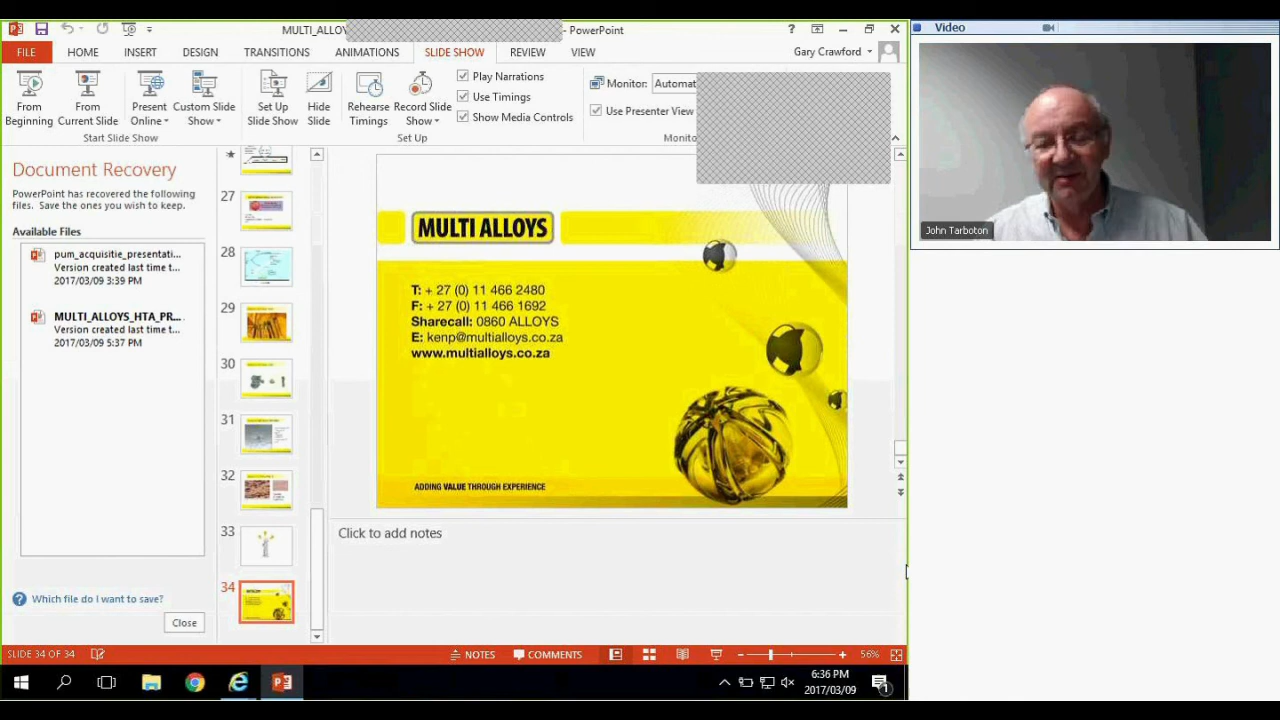 MULTI_ALLOY
- PowerPoint
?
Video
FILE
HOME
INSERT
DESIGN
TRANSITIONS
ANIMATIONS
SLIDE SHOW
REVIEW
VIEW
Gary Crawford
From
Beginning
From
Current Slide
Present
Online
Custom Slide
Show
Start Slide Show
Set Up
Slide Show
Hide
Slide
Rehearse
Timings
Record Slide
Show
Play Narrations
Use Timings
Show Media Controls
Set Up
Monitor:
Automat
Use Presenter View
Monito
Document Recovery
PowerPoint has recovered the following
files. Save the ones you wish to keep.
Available Files
pum_acquisitie_presentati...
Version created last time t...
2017/03/09 3:39 PM
MULTI_ALLOYS_HTA_PR...
Version created last time t...
2017/03/09 5:37 PM
Which file do I want to save?
Close
27
28
29
30
31
32
33
34
MULTI ALLOYS
T: + 27 (0) 11 466 2480
F: + 27 (0) 11 466 1692
Sharecall: 0860 ALLOYS
E: kenp@multialloys.co.za
www.multialloys.co.za
ADDING VALUE THROUGH EXPERIENCE
Click to add notes
John Tarboton
SLIDE 34 OF 34
NOTES
COMMENTS
56%
6:36 PM
2017/03/09
1